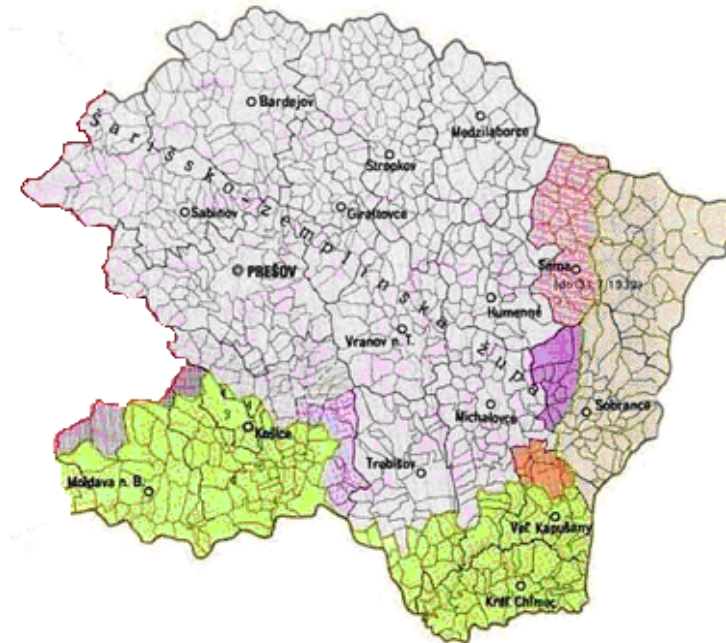 Bardejov
Medzilaborce
Stropkov
Šarišsko-zemplínska župa
Sabinov
Giraltovce
PREŠOV
Snina
Humenné
Vranov n. T.
Michalovce
Sobrance
Košice
Trebišov
Moldava n. B.
Veľ Kapušany
Kráľ Chlmec